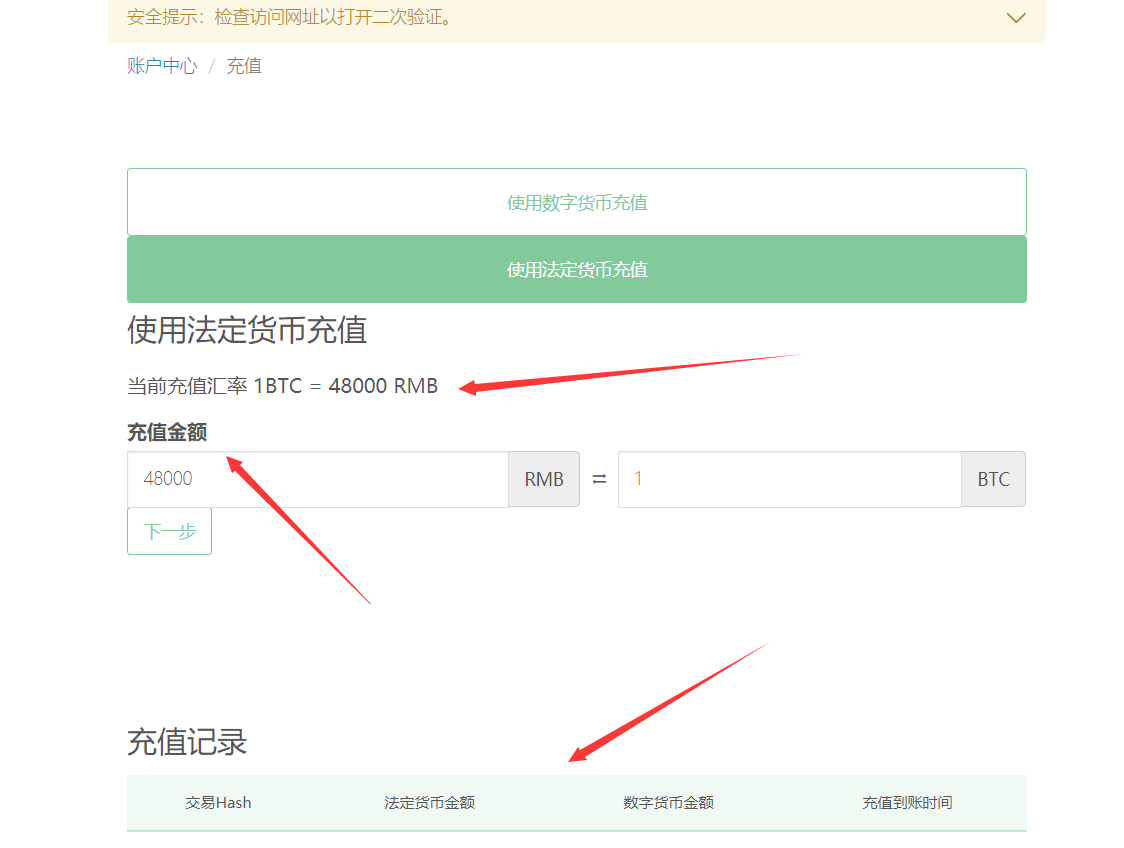 安全提示：检查访问网址以打开二次验证。
账户中心 / 充值
使用数字货币充值
使用法定货币充值
使用法定货币充值
当前充值汇率 1BTC = 48000 RMB
充值金额
48000 RMB ⇄ 1 BTC
下一步
充值记录
交易Hash 法定货币金额 数字货币金额 充值到账时间